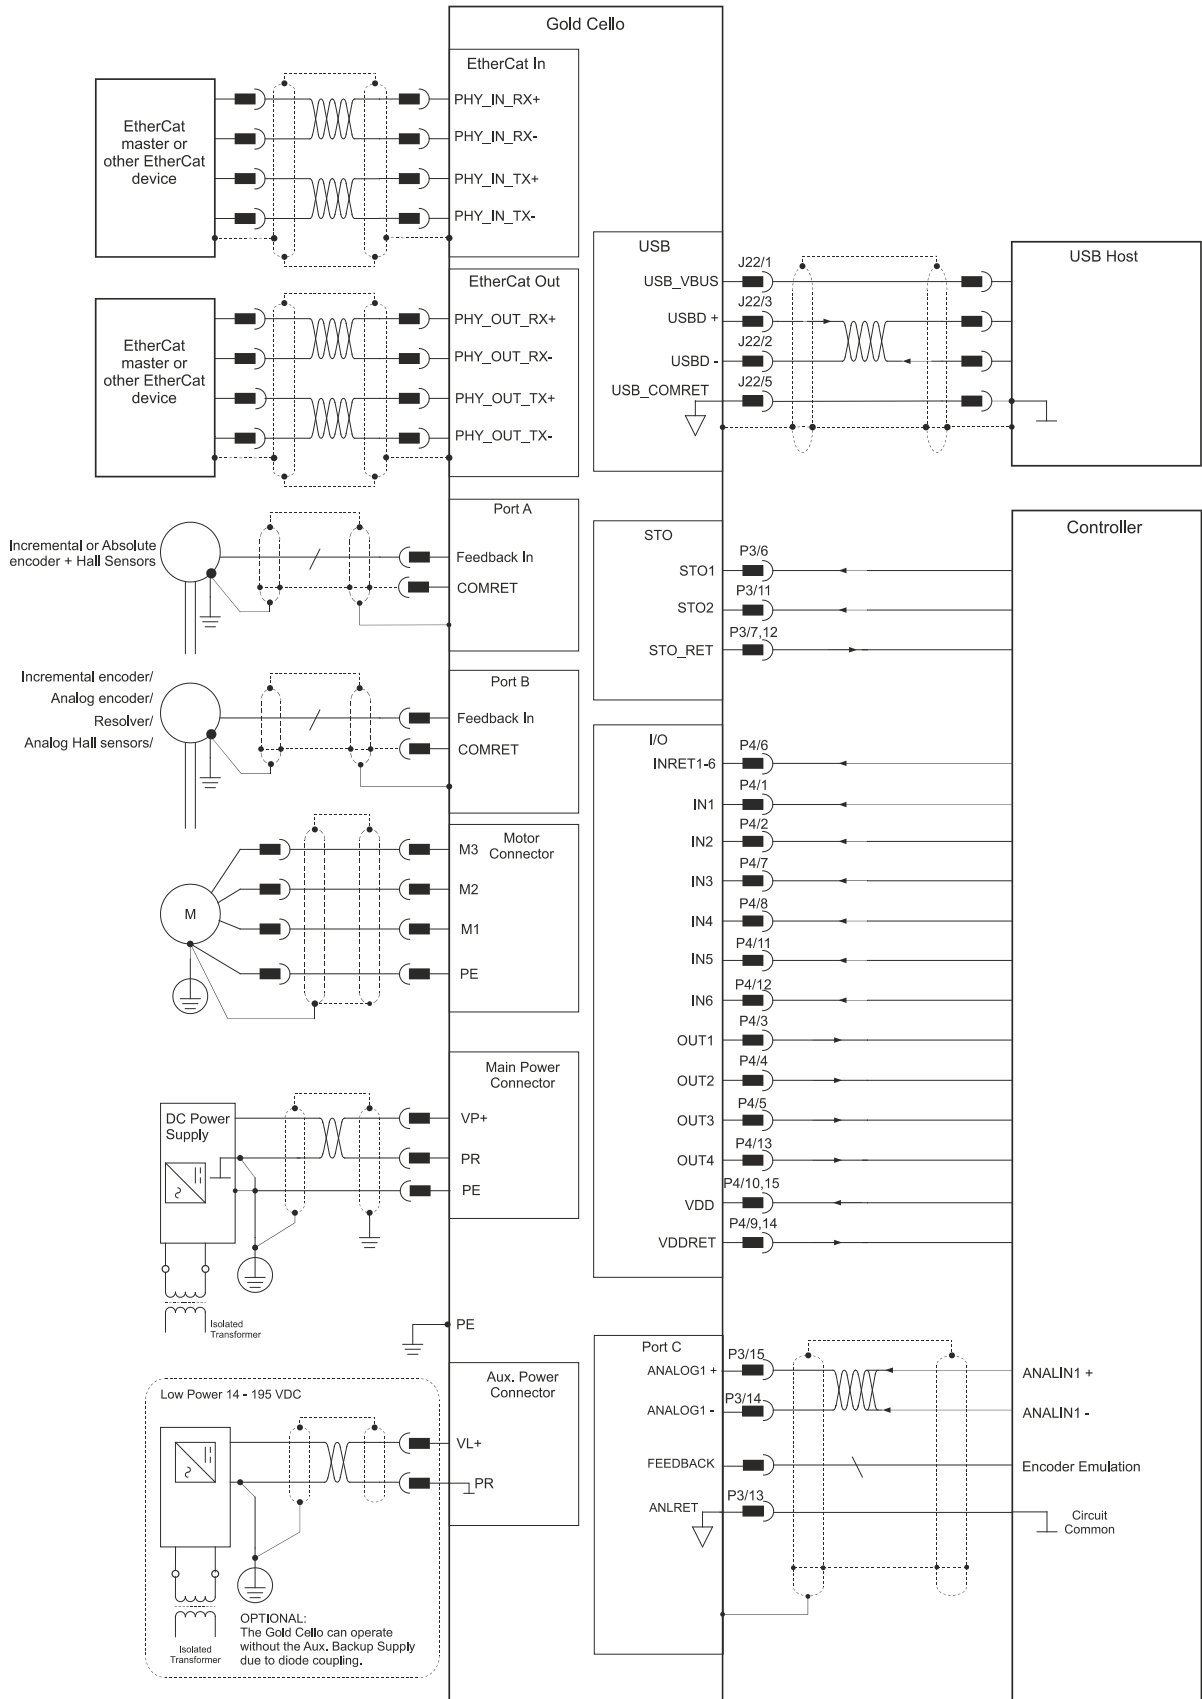 Gold Cello
EtherCat In
EtherCat
master or
other EtherCat
device
PHY_IN_RX+
PHY_IN_RX-
PHY_IN_TX+
PHY_IN_TX-
EtherCat Out
EtherCat
master or
other EtherCat
device
PHY_OUT_RX+
PHY_OUT_RX-
PHY_OUT_TX+
PHY_OUT_TX-
Port A
Incremental or Absolute
encoder + Hall Sensors
Feedback In
COMRET
Port B
Incremental encoder/
Analog encoder/
Resolver/
Analog Hall sensors/
Feedback In
COMRET
Motor
Connector
M
M3
M2
M1
PE
Main Power
Connector
DC Power
Supply
VP+
PR
PE
Isolated
Transformer
PE
Aux. Power
Connector
Low Power 14 - 195 VDC
VL+
PR
Isolated
Transformer
OPTIONAL:
The Gold Cello can operate
without the Aux. Backup Supply
due to diode coupling.
USB
USB Host
USB_VBUS
J22/1
USBD +
J22/3
USBD -
J22/2
USB_COMRET
J22/5
STO
Controller
STO1
P3/6
STO2
P3/11
STO_RET
P3/7,12
I/O
INRET1-6
P4/6
IN1
P4/1
IN2
P4/2
IN3
P4/7
IN4
P4/8
IN5
P4/11
IN6
P4/12
OUT1
P4/3
OUT2
P4/4
OUT3
P4/5
OUT4
P4/13
VDD
P4/10,15
VDDRET
P4/9,14
Port C
ANALOG1 +
P3/15
ANALIN1 +
ANALOG1 -
P3/14
ANALIN1 -
FEEDBACK
Encoder Emulation
ANLRET
P3/13
Circuit
Common